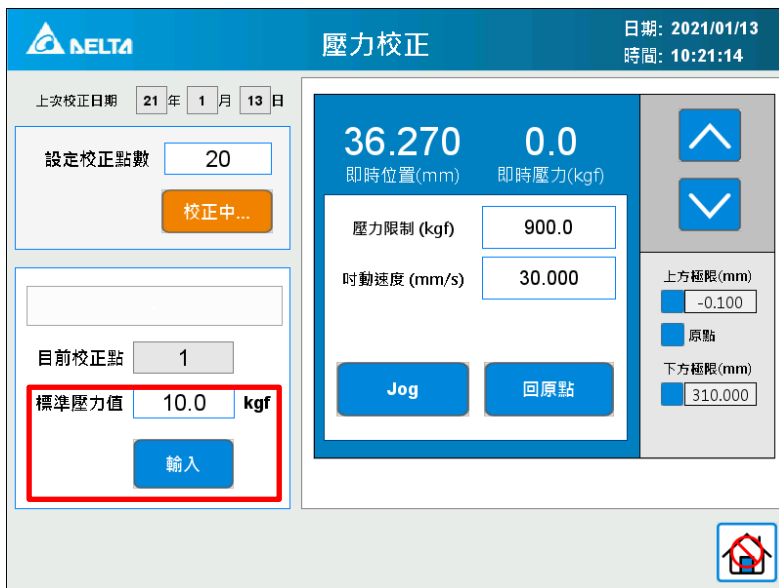 DELTA
壓力校正
日期: 2021/01/13
時間: 10:21:14
上次校正日期 21 年 1 月 13 日
設定校正點數 20
校正中...
目前校正點 1
標準壓力值 10.0 kgf
輸入
36.270 0.0
即時位置(mm) 即時壓力(kgf)
壓力限制 (kgf) 900.0
吋動速度 (mm/s) 30.000
Jog 回原點
上方極限(mm)
-0.100
原點
下方極限(mm)
310.000